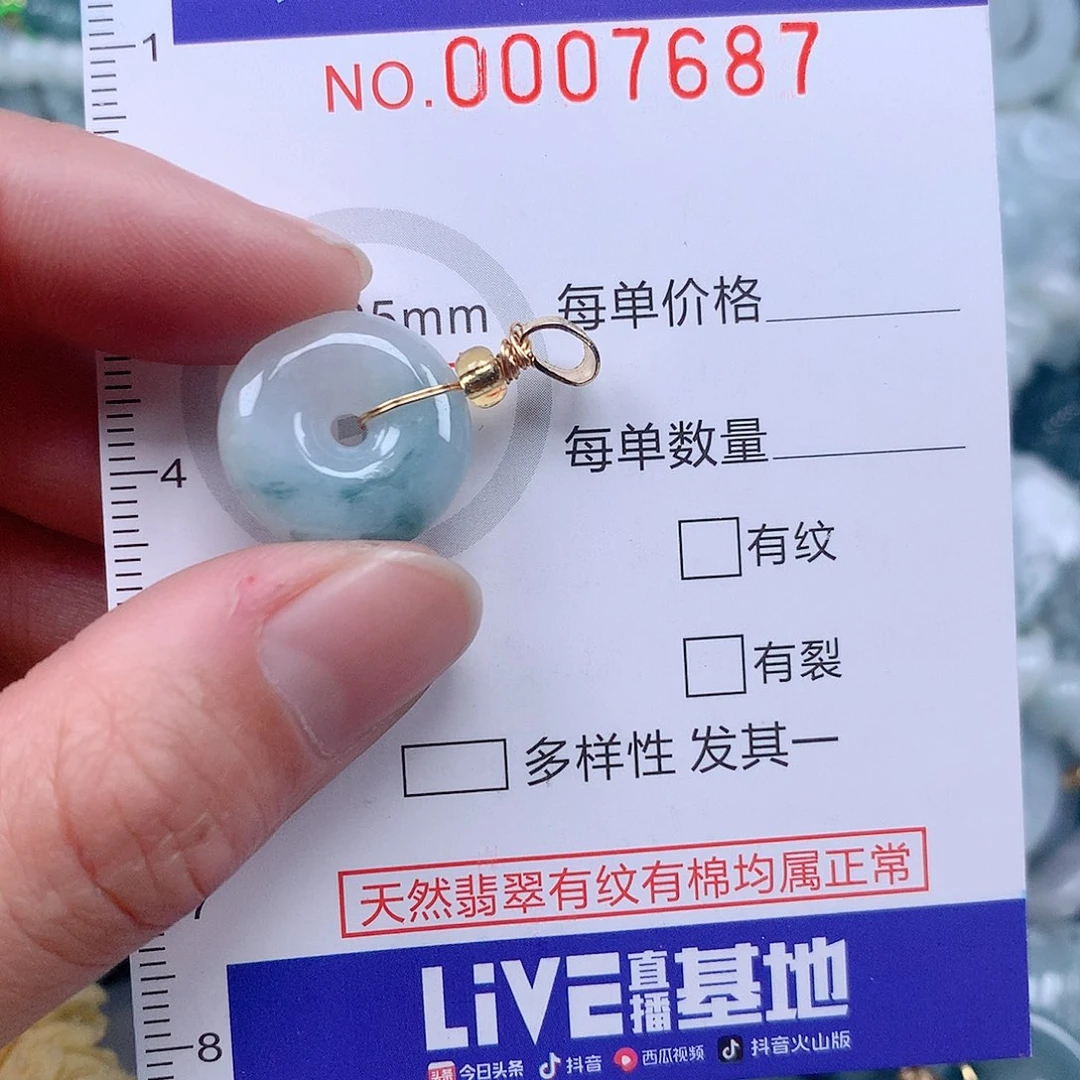 1
NO.0007687
5mm
每单价格
4
每单数量
有纹
有裂
多样性 发其一
7
天然翡翠有纹有棉均属正常
LiVE直播基地
8
头条 今日头条 抖音 西瓜视频 抖音火山版